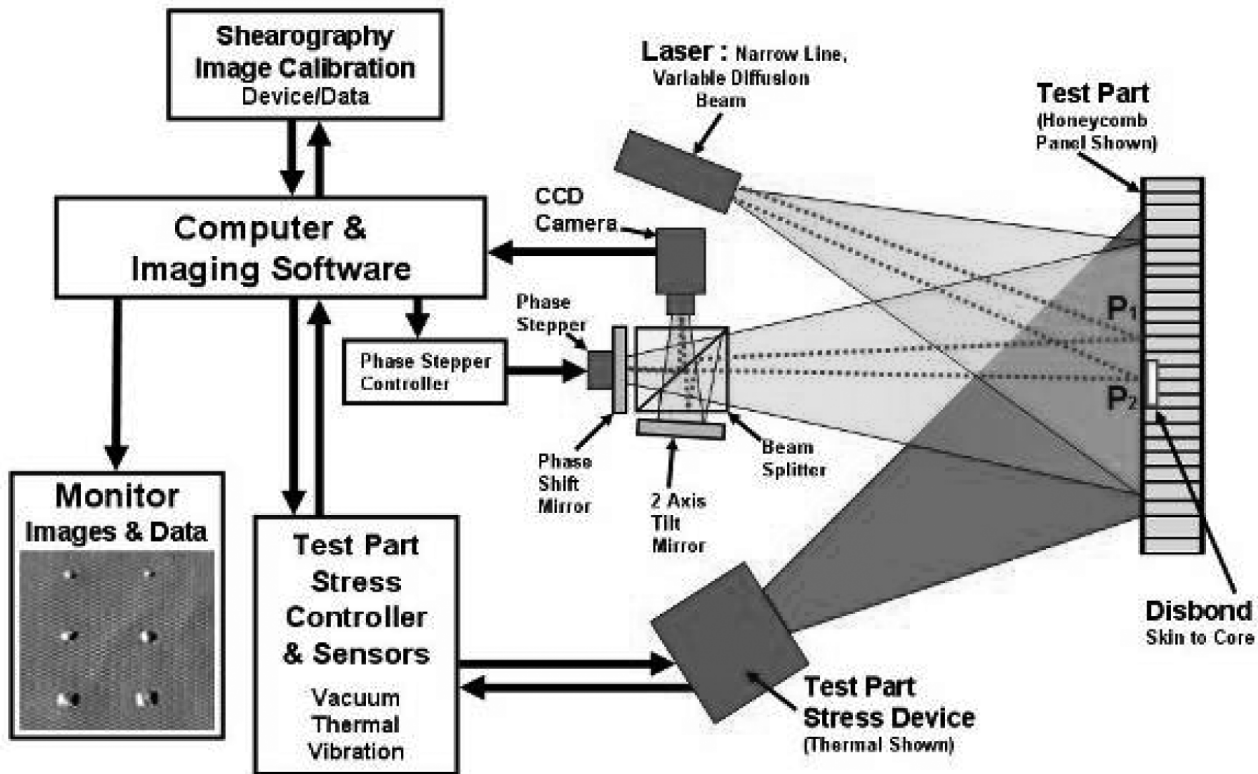 Shearography
Image Calibration
Device/Data
Computer &
Imaging Software
Phase Stepper
Controller
Monitor
Images & Data
Test Part
Stress
Controller
& Sensors
Vacuum
Thermal
Vibration
Laser : Narrow Line,
Variable Diffusion
Beam
CCD
Camera
Phase
Stepper
Phase
Shift
Mirror
2 Axis
Tilt
Mirror
Beam
Splitter
Test Part
(Honeycomb
Panel Shown)
P1
P2
Disbond
Skin to Core
Test Part
Stress Device
(Thermal Shown)